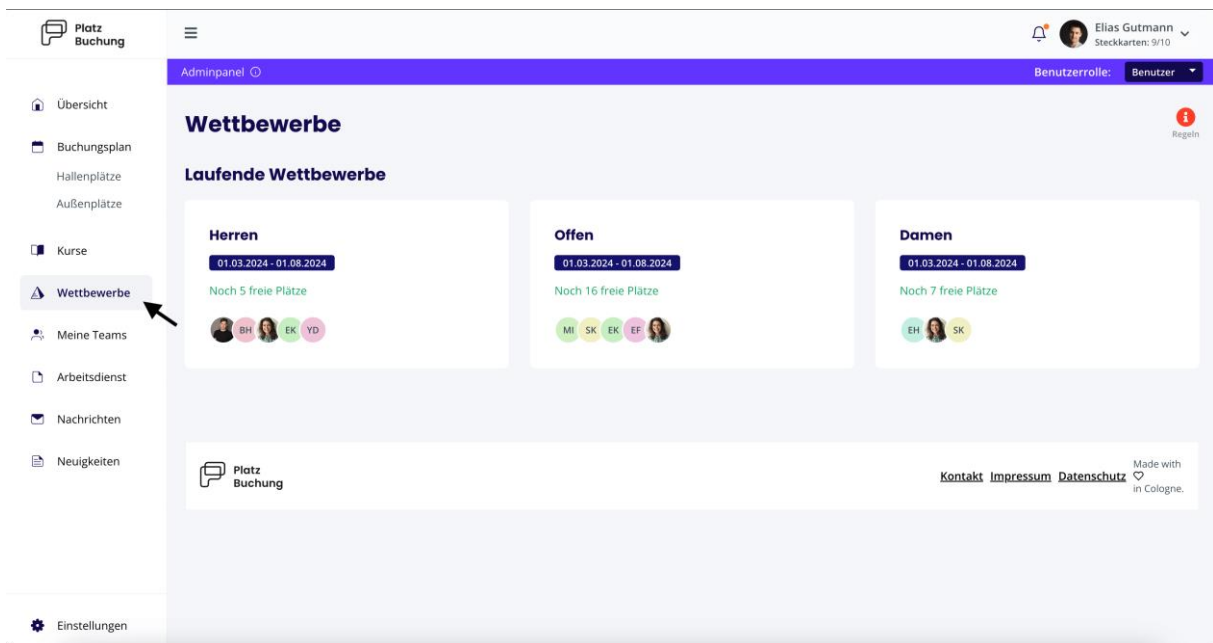 Platz
Buchung
Elias Gutmann
Steckkarten: 9/10
Adminpanel
Benutzerrolle: Benutzer
Übersicht
Buchungsplan
Hallenplätze
Außenplätze
Kurse
Wettbewerbe
Meine Teams
Arbeitsdienst
Nachrichten
Neuigkeiten
Einstellungen
Wettbewerbe
Regeln
Laufende Wettbewerbe
Herren
01.03.2024 - 01.08.2024
Noch 5 freie Plätze
BH EK YD
Offen
01.03.2024 - 01.08.2024
Noch 16 freie Plätze
MI SK EK EF
Damen
01.03.2024 - 01.08.2024
Noch 7 freie Plätze
EH SK
Platz
Buchung
Kontakt Impressum Datenschutz
Made with
in Cologne.